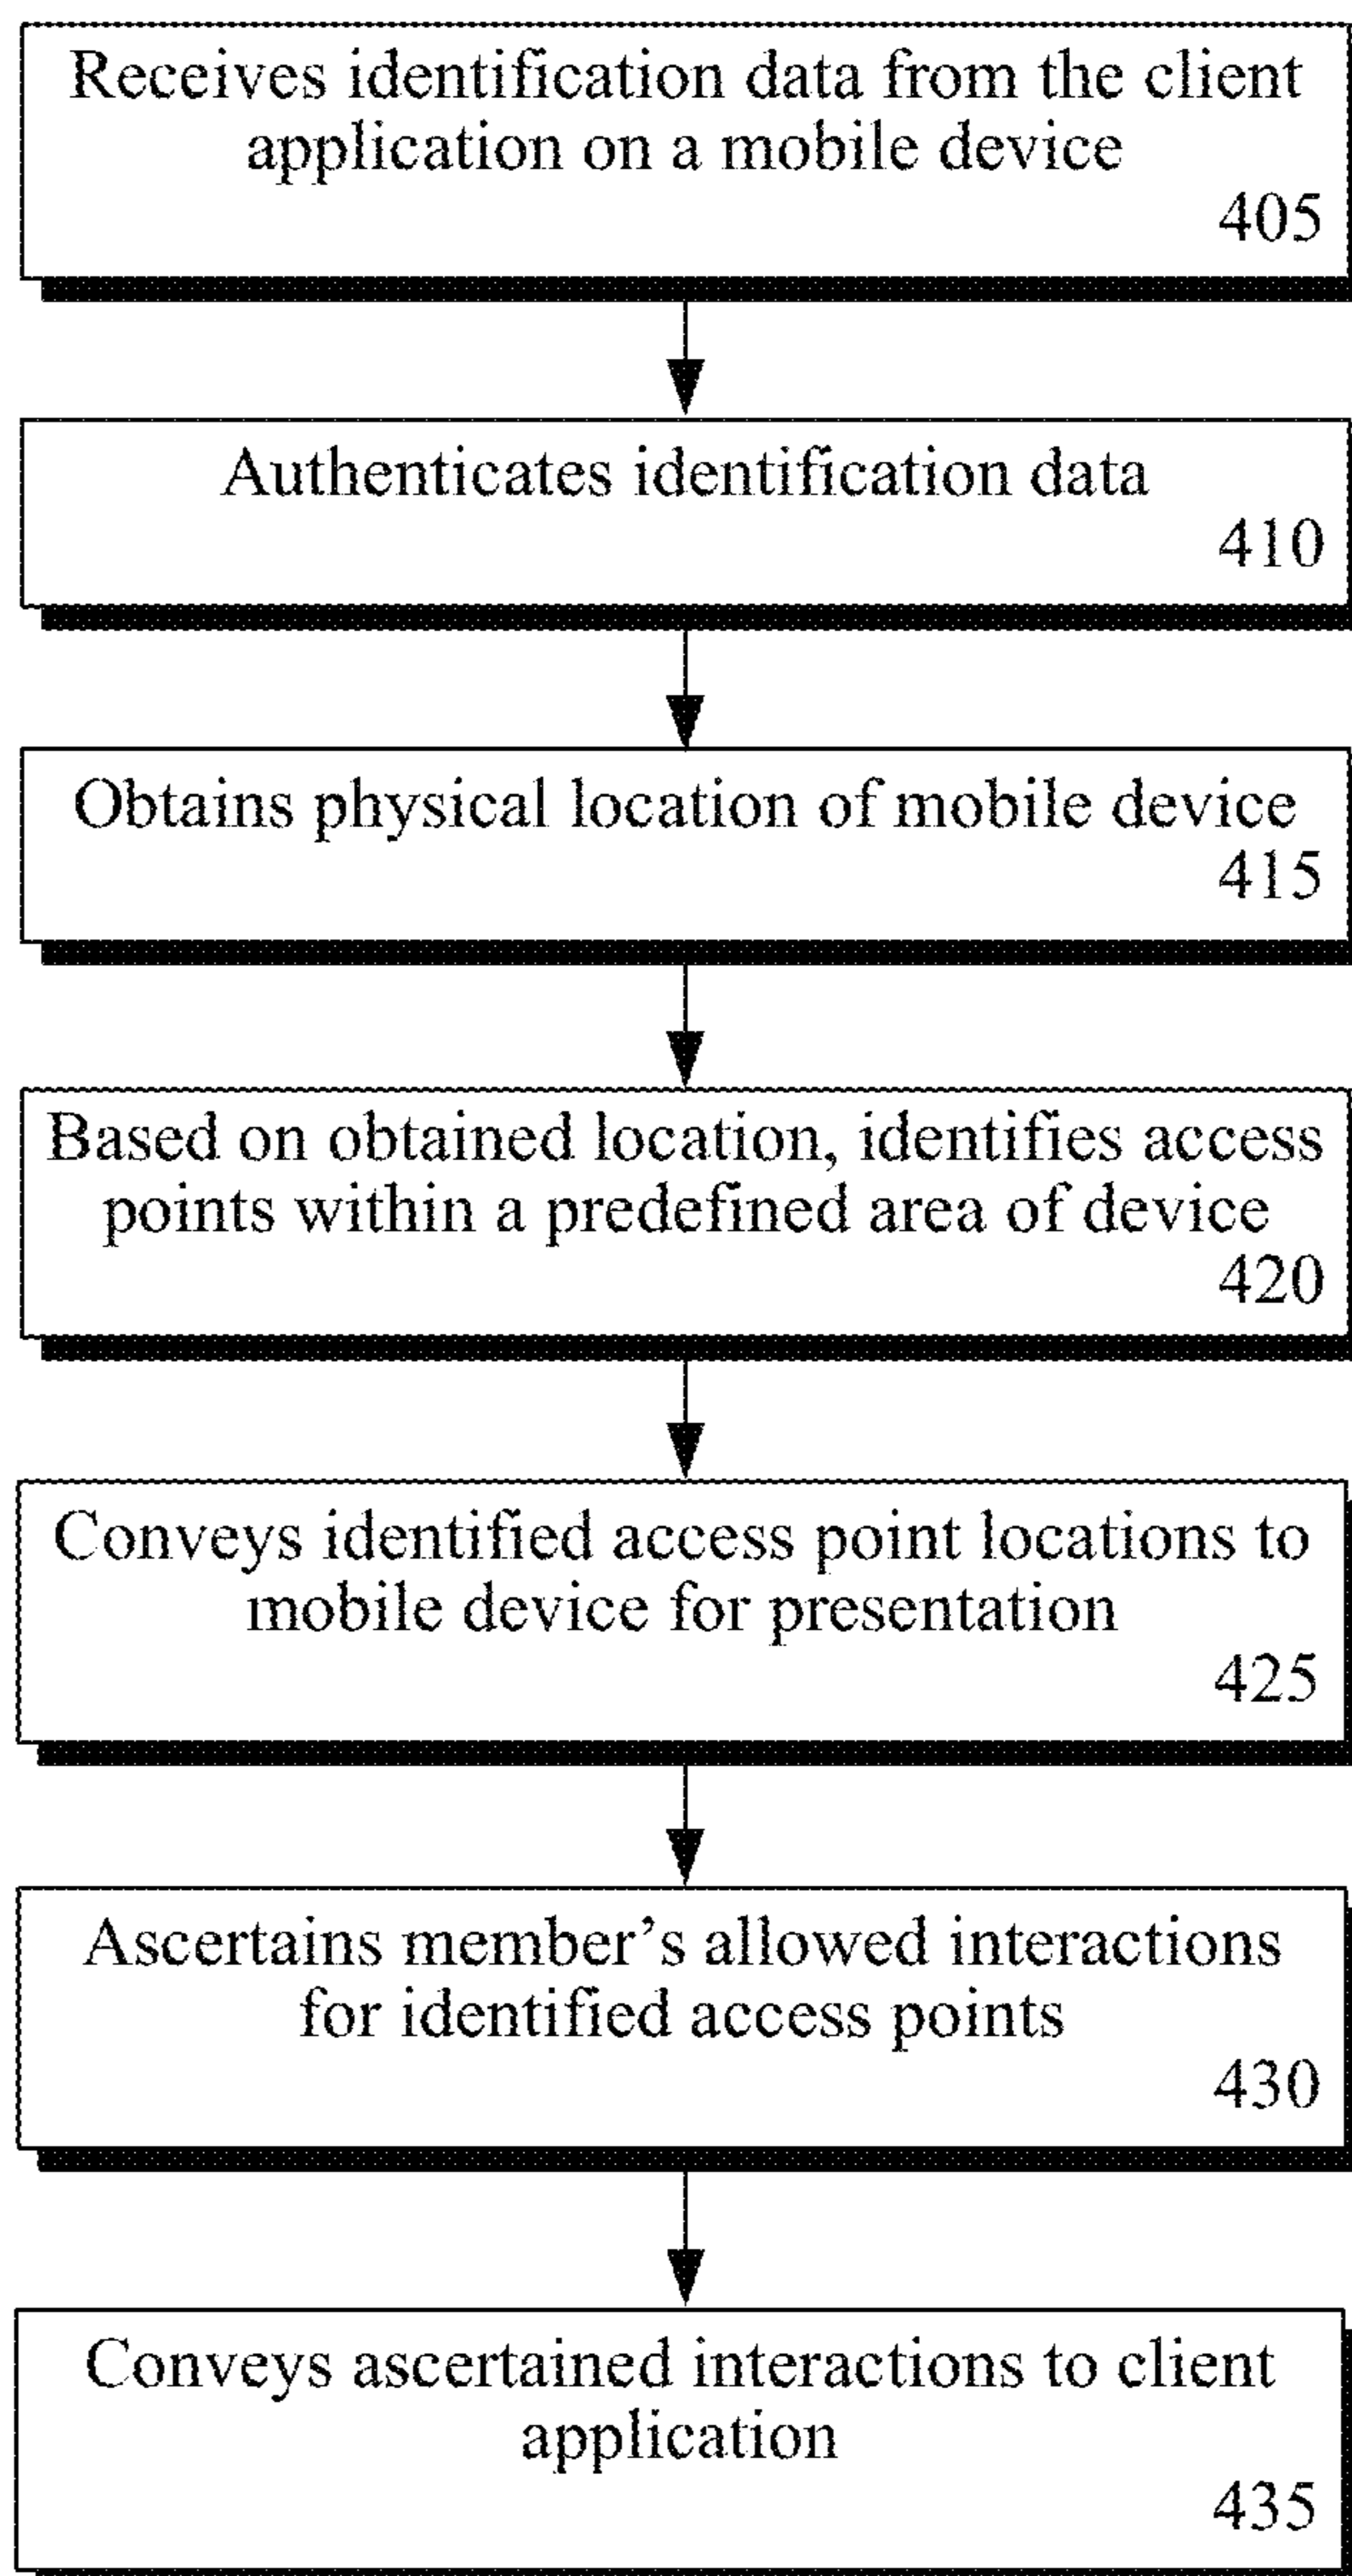 Receives identification data from the client
application on a mobile device
405
Authenticates identification data
410
Obtains physical location of mobile device
415
Based on obtained location, identifies access
points within a predefined area of device
420
Conveys identified access point locations to
mobile device for presentation
425
Ascertains member’s allowed interactions
for identified access points
430
Conveys ascertained interactions to client
application
435